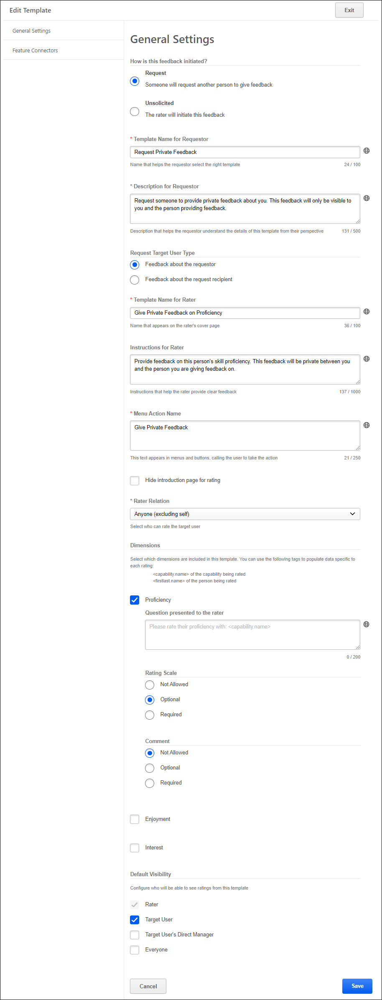 Edit Template
Exit
General Settings
Feature Connectors
General Settings
How is this feedback initiated?
Request
Someone will request another person to give feedback
Unsolicited
The rater will initiate this feedback
* Template Name for Requestor
Request Private Feedback
Name that helps the requestor select the right template
24 / 100
* Description for Requestor
Request someone to provide private feedback about you. This feedback will only be visible to
you and the person providing feedback.
Description that helps the requestor understand the details of this template from their perspective
131 / 500
Request Target User Type
Feedback about the requestor
Feedback about the request recipient
* Template Name for Rater
Give Private Feedback on Proficiency
Name that appears on the rater's cover page
36 / 100
Instructions for Rater
Provide feedback on this person's skill proficiency. This feedback will be private between you
and the person you are giving feedback on.
Instructions that help the rater provide clear feedback
137 / 1000
* Menu Action Name
Give Private Feedback
This text appears in menus and buttons, calling the user to take the action
21 / 250
Hide introduction page for rating
* Rater Relation
Anyone (excluding self)
Select who can rate the target user
Dimensions
Select which dimensions are included in this template. You can use the following tags to populate data specific to
each rating:
<capability.name> of the capability being rated
<firstlast.name> of the person being rated
Proficiency
Question presented to the rater
Please rate their proficiency with: <capability.name>
0 / 200
Rating Scale
Not Allowed
Optional
Required
Comment
Not Allowed
Optional
Required
Enjoyment
Interest
Default Visibility
Configure who will be able to see ratings from this template
Rater
Target User
Target User's Direct Manager
Everyone
Cancel
Save